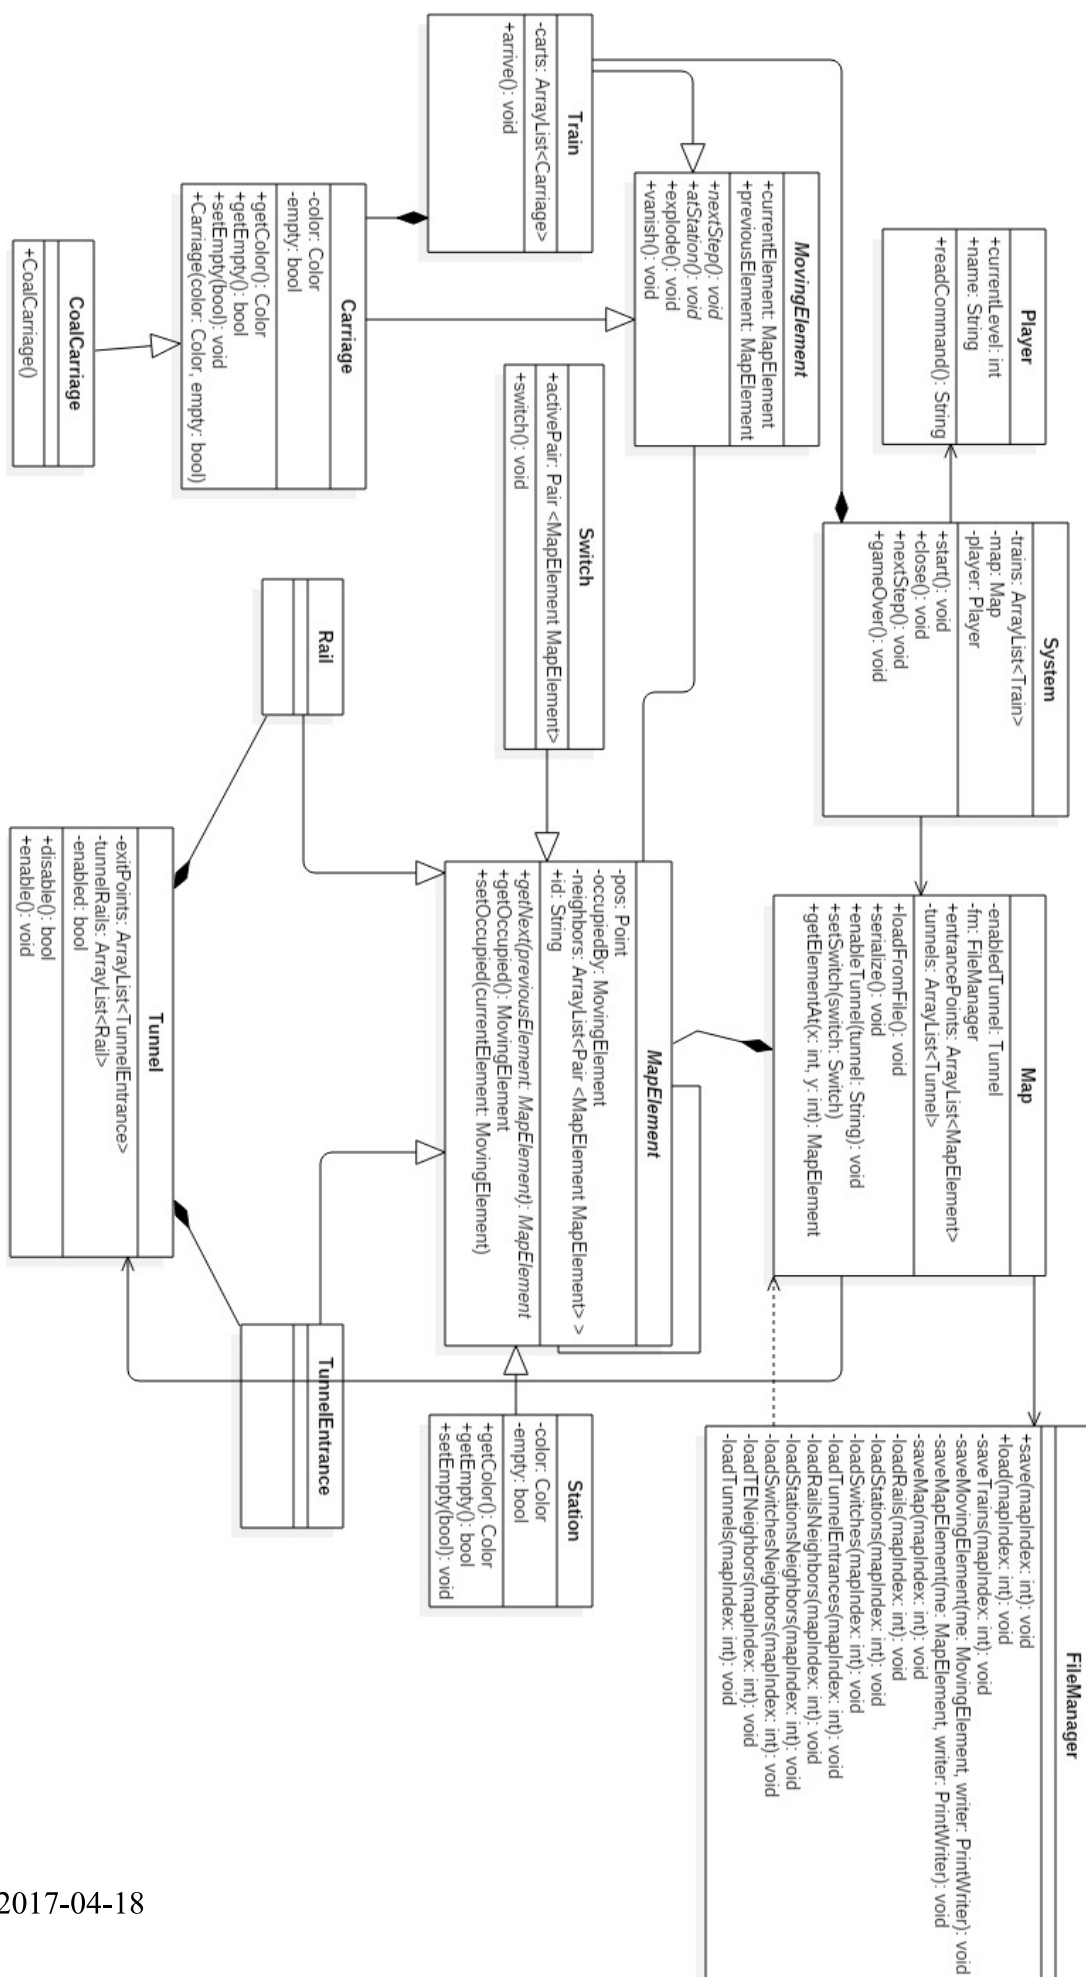 Player
+currentLevel: int
+name: String
+readCommand(): String
System
-trains: ArrayList<Train>
-map: Map
-player: Player
+start(): void
+close(): void
+nextStep(): void
+gameOver(): void
Map
-enabledTunnel: Tunnel
-fm: FileManager
+entrancePoints: ArrayList<MapElement>
-tunnels: ArrayList<Tunnel>
+loadFromFile(): void
+serialize(): void
+enableTunnel(tunnel: String): void
+setSwitch(switch: Switch)
+getElementAt(x: int, y: int): MapElement
FileManager
+save(mapIndex: int): void
+load(mapIndex: int): void
-saveTrains(mapIndex: int): void
-saveMovingElement(me: MovingElement, writer: PrintWriter): void
-saveMapElement(me: MapElement, writer: PrintWriter): void
-saveMap(mapIndex: int): void
-loadRails(mapIndex: int): void
-loadStations(mapIndex: int): void
-loadSwitches(mapIndex: int): void
-loadTunnelEntrances(mapIndex: int): void
-loadRailsNeighbors(mapIndex: int): void
-loadStationsNeighbors(mapIndex: int): void
-loadSwitchesNeighbors(mapIndex: int): void
-loadTENeighbors(mapIndex: int): void
-loadTunnels(mapIndex: int): void
MovingElement
+currentElement: MapElement
+previousElement: MapElement
+nextStep(): void
+atStation(): void
+explode(): void
+vanish(): void
Train
-carts: ArrayList<Carriage>
+arrive(): void
Switch
+activePair: Pair <MapElement MapElement>
+switch(): void
MapElement
-pos: Point
-occupiedBy: MovingElement
-neighbors: ArrayList<Pair <MapElement MapElement> >
+id: String
+getNext(previousElement: MapElement): MapElement
+getOccupied(): MovingElement
+setOccupied(currentElement: MovingElement)
Station
-color: Color
-empty: bool
+getColor(): Color
+getEmpty(): bool
+setEmpty(bool): void
Carriage
-color: Color
-empty: bool
+getColor(): Color
+getEmpty(): bool
+setEmpty(bool): void
+Carriage(color: Color, empty: bool)
Rail
TunnelEntrance
CoalCarriage
+CoalCarriage()
Tunnel
-exitPoints: ArrayList<TunnelEntrance>
-tunnelRails: ArrayList<Rail>
-enabled: bool
+disable(): bool
+enable(): void
2017-04-18